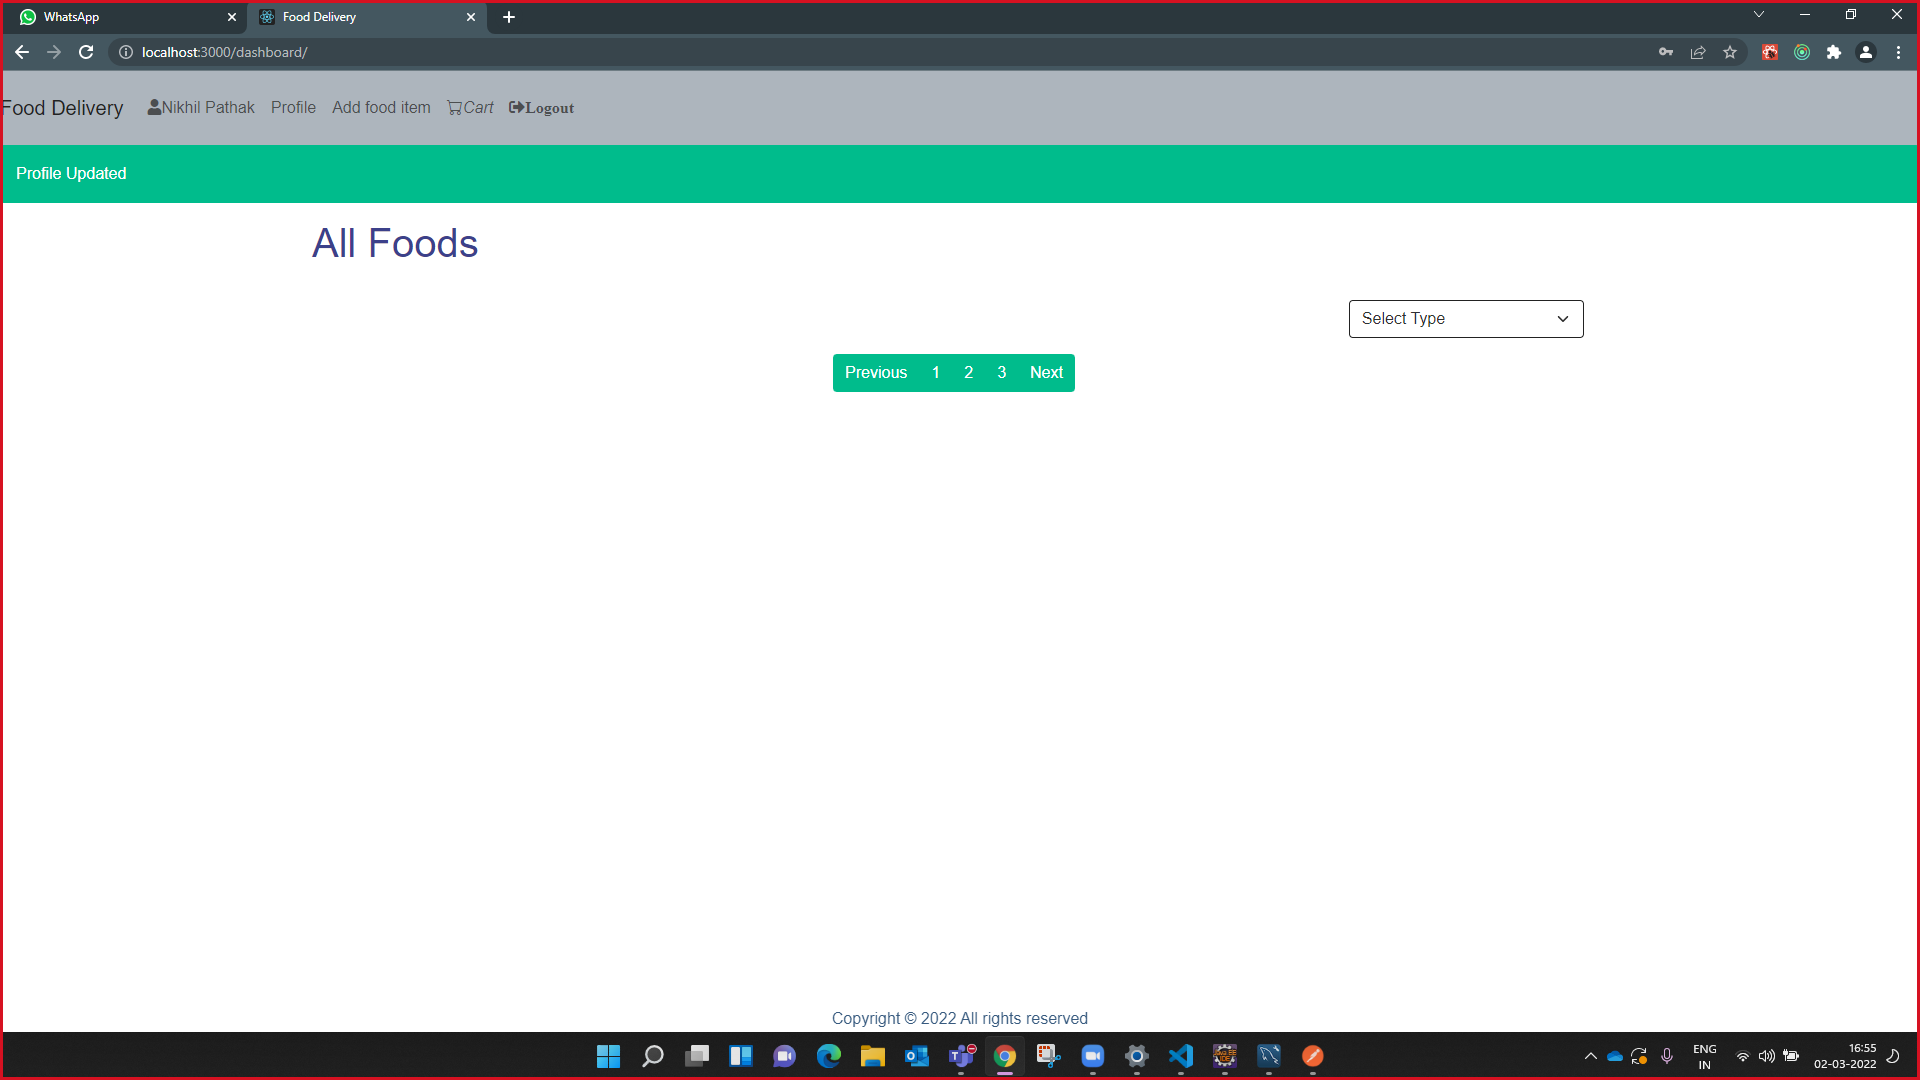 WhatsApp
Food Delivery
localhost:3000/dashboard/
Food Delivery Nikhil Pathak Profile Add food item Cart Logout
Profile Updated
All Foods
Select Type
Previous 1 2 3 Next
Copyright © 2022 All rights reserved
ENG
IN
16:55
02-03-2022